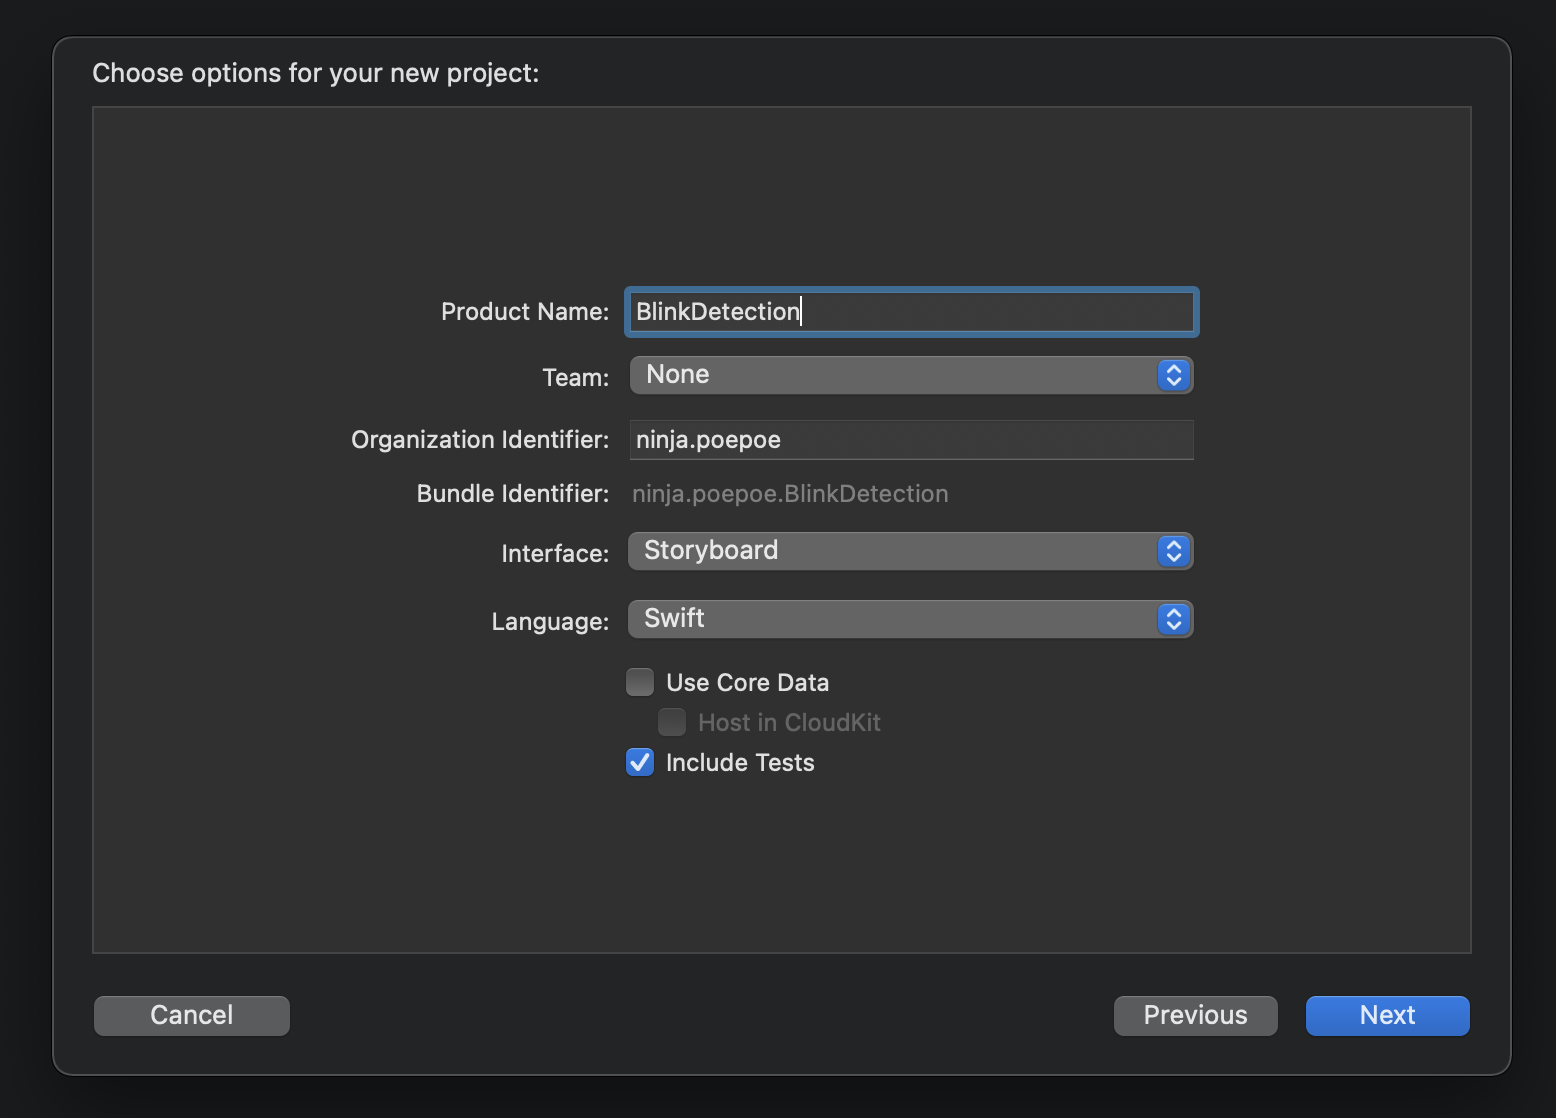 Choose options for your new project:
Product Name: BlinkDetection
Team: None
Organization Identifier: ninja.poepoe
Bundle Identifier: ninja.poepoe.BlinkDetection
Interface: Storyboard
Language: Swift
Use Core Data
Host in CloudKit
Include Tests
Cancel Previous Next